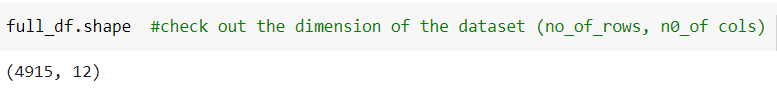 full_df.shape  #check out the dimension of the dataset (no_of_rows, n0_of cols)
(4915, 12)